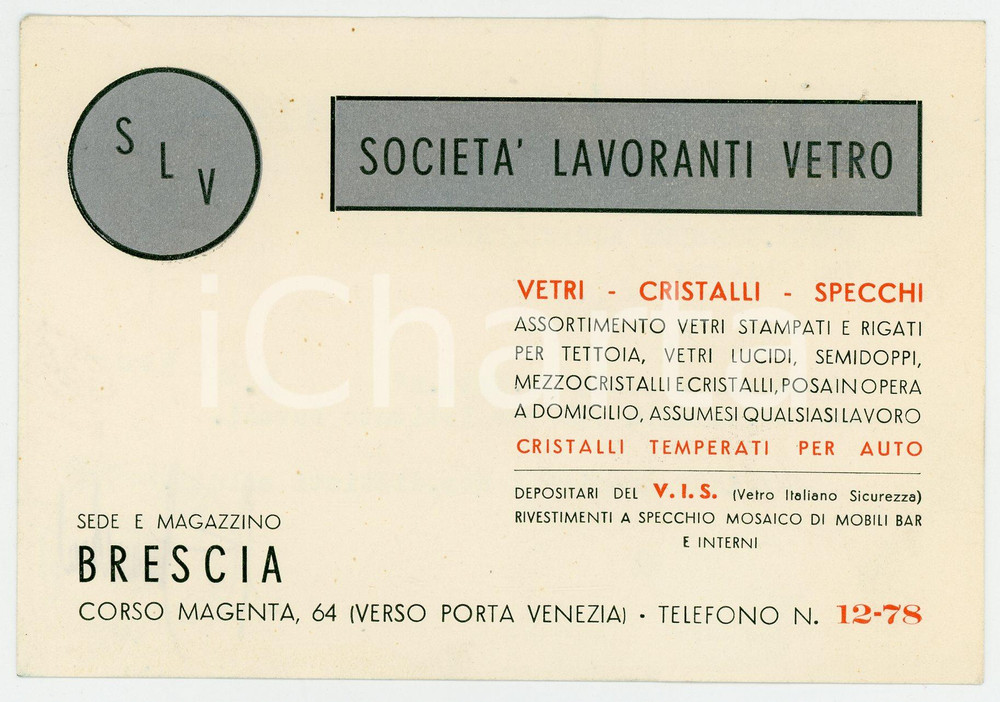 S L V
SOCIETA' LAVORANTI VETRO
VETRI - CRISTALLI - SPECCHI
ASSORTIMENTO VETRI STAMPATI E RIGATI
PER TETTOIA, VETRI LUCIDI, SEMIDOPPI,
MEZZOCRISTALLI E CRISTALLI, POSA IN OPERA
A DOMICILIO, ASSUMESI QUALSIASI LAVORO
CRISTALLI TEMPERATI PER AUTO
DEPOSITARI DEL V.I.S. (Vetro Italiano Sicurezza)
RIVESTIMENTI A SPECCHIO MOSAICO DI MOBILI BAR
E INTERNI
SEDE E MAGAZZINO
BRESCIA
CORSO MAGENTA, 64 (VERSO PORTA VENEZIA) · TELEFONO N. 12-78
iCharta